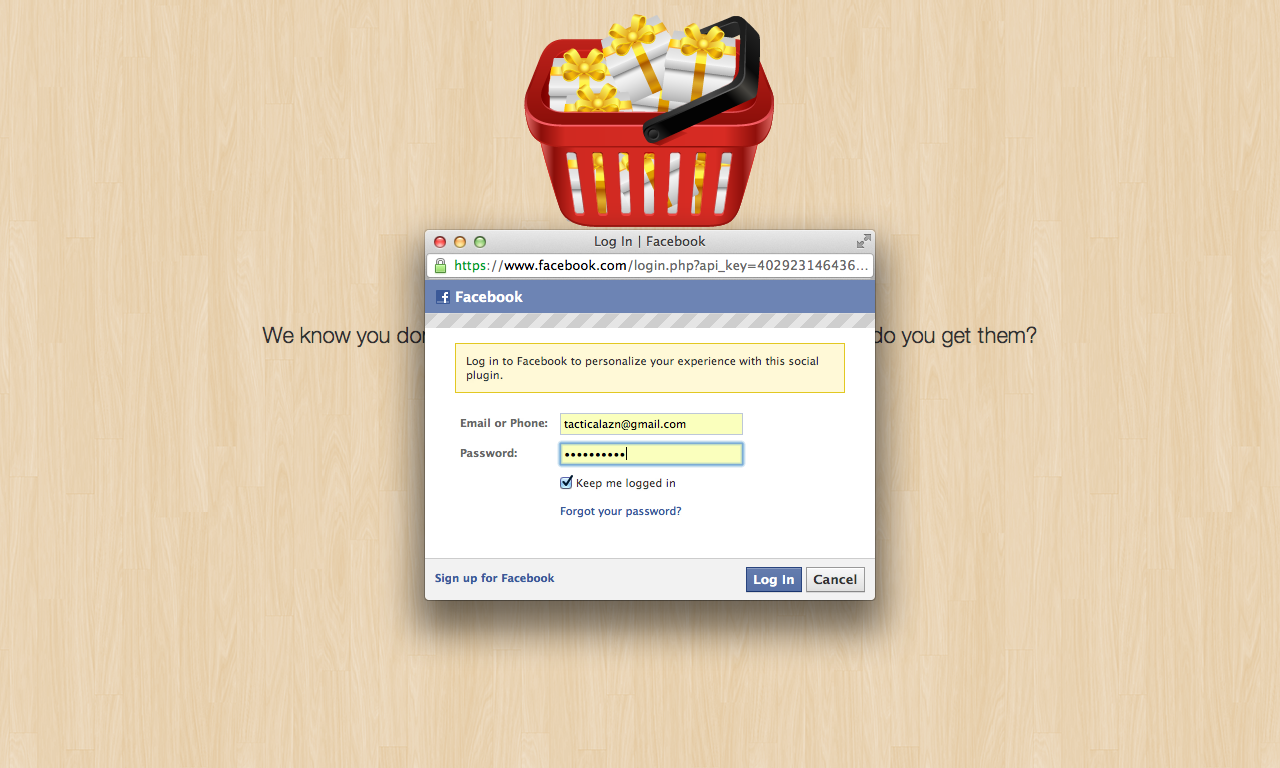 Log In | Facebook
https://www.facebook.com/login.php?api_key=402923146436...
Facebook
We know you do
do you get them?
Log in to Facebook to personalize your experience with this social
plugin.
Email or Phone: tacticalazn@gmail.com
Password: ••••••••••
Keep me logged in
Forgot your password?
Sign up for Facebook
Log In Cancel